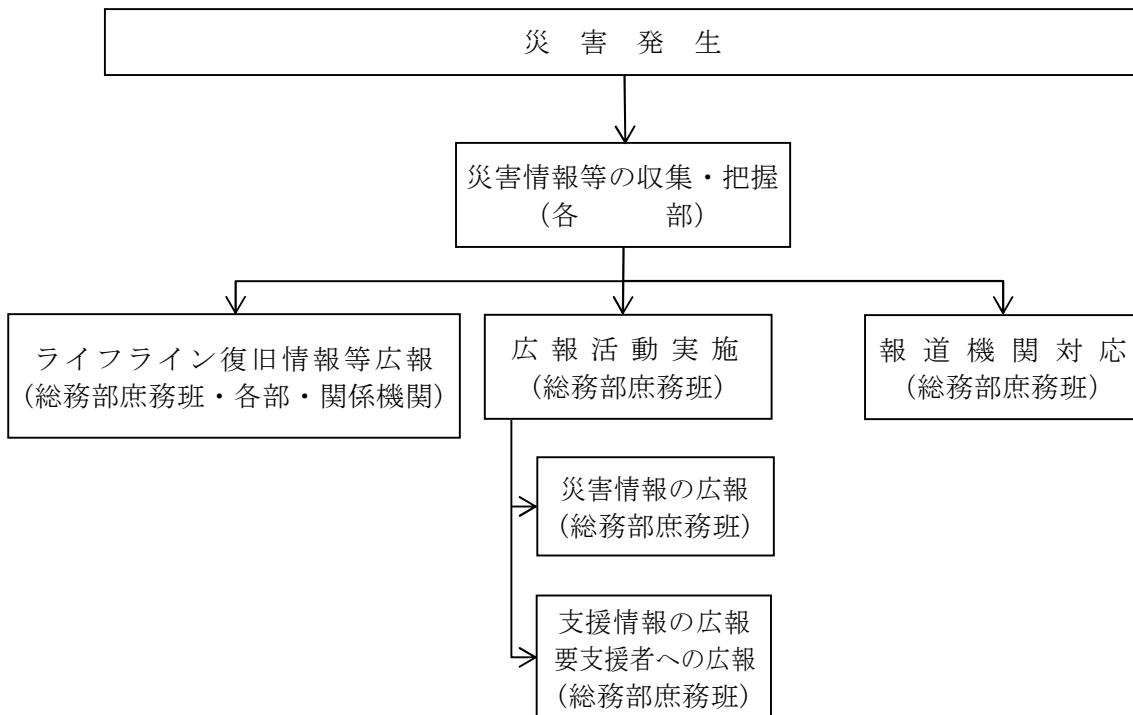 災害発生
災害情報等の収集・把握
(各 部)
ライフライン復旧情報等広報
(総務部庶務班・各部・関係機関)
広報活動実施
(総務部庶務班)
報道機関対応
(総務部庶務班)
災害情報の広報
(総務部庶務班)
支援情報の広報
要支援者への広報
(総務部庶務班)